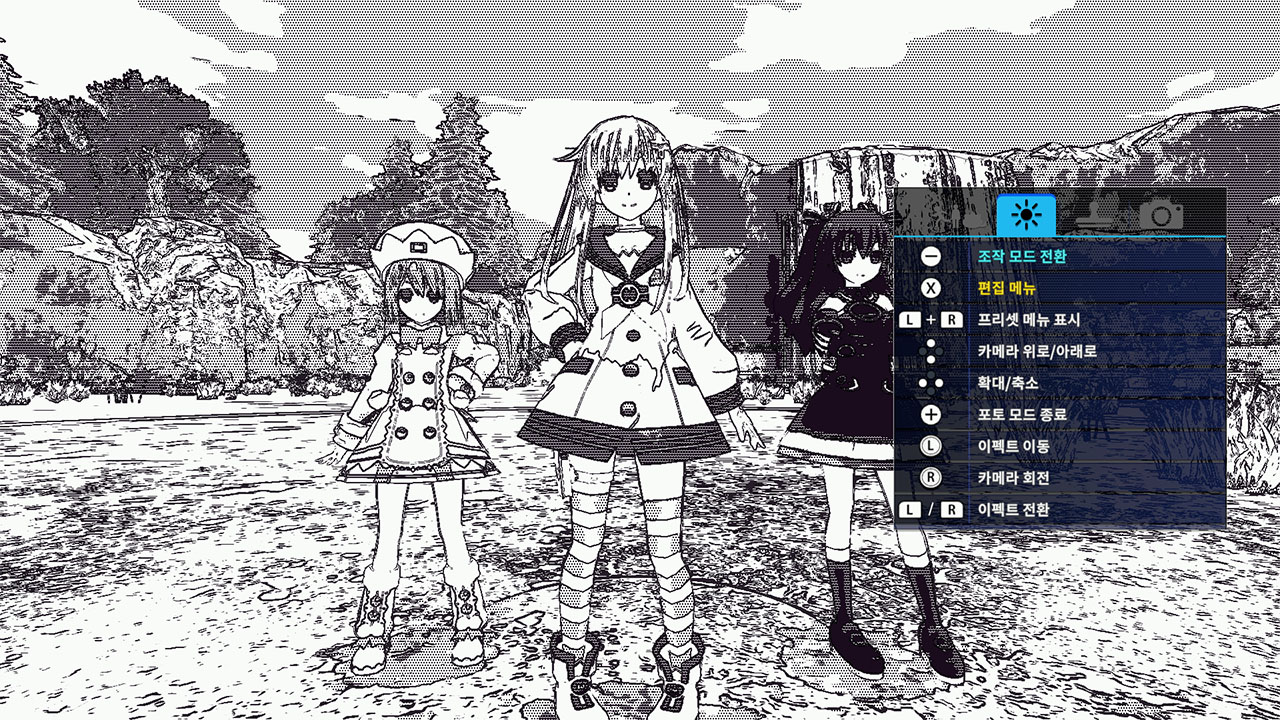 − 조작 모드 전환
X 편집 메뉴
L + R 프리셋 메뉴 표시
카메라 위로/아래로
확대/축소
+ 포토 모드 종료
L 이펙트 이동
R 카메라 회전
L / R 이펙트 전환